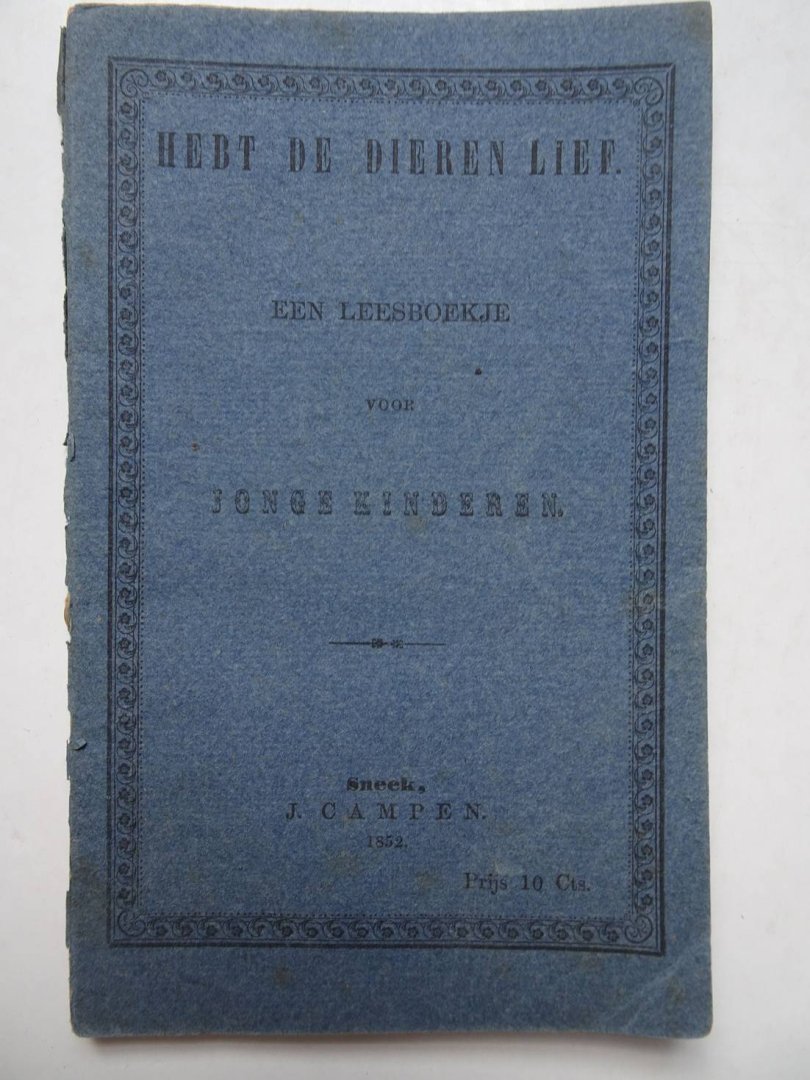 HEBT DE DIEREN LIEF.
EEN LEESBOEKJE
VOOR
JONGE KINDEREN.
Sneek,
J. CAMPEN.
1852.
Prijs 10 Cts.